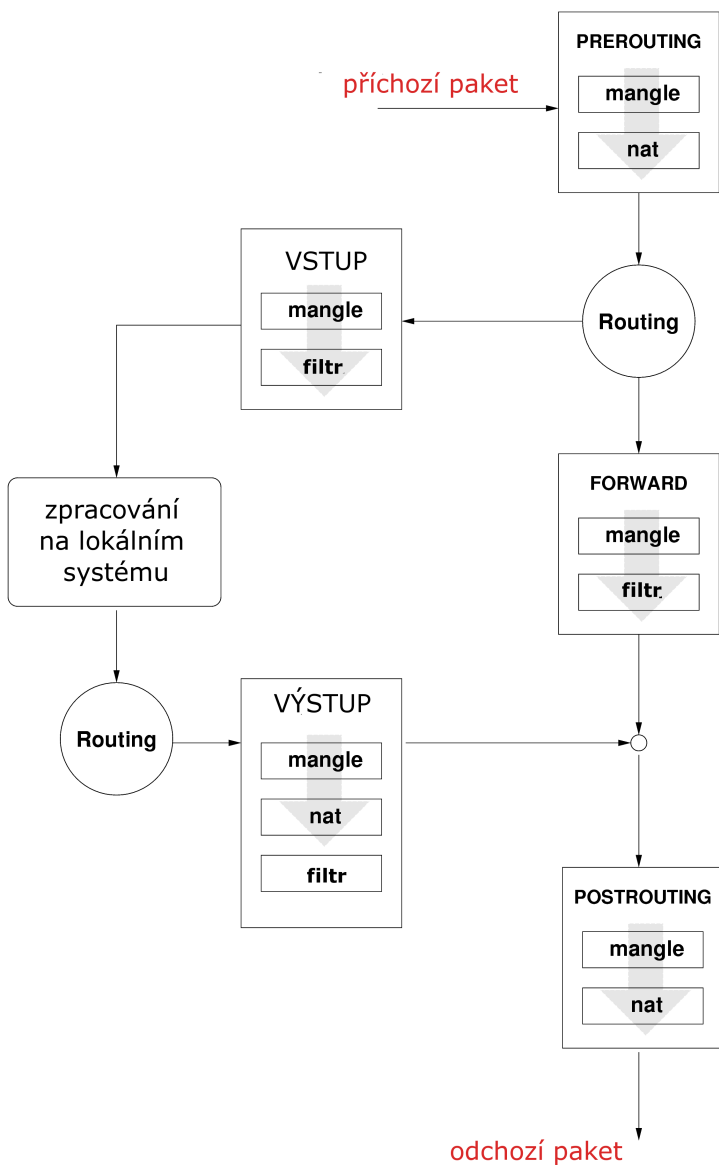 PREROUTING
příchozí paket
mangle
nat
VSTUP
mangle
filtr
Routing
FORWARD
mangle
filtr
zpracování
na lokálním
systému
Routing
VÝSTUP
mangle
nat
filtr
POSTROUTING
mangle
nat
odchozí paket